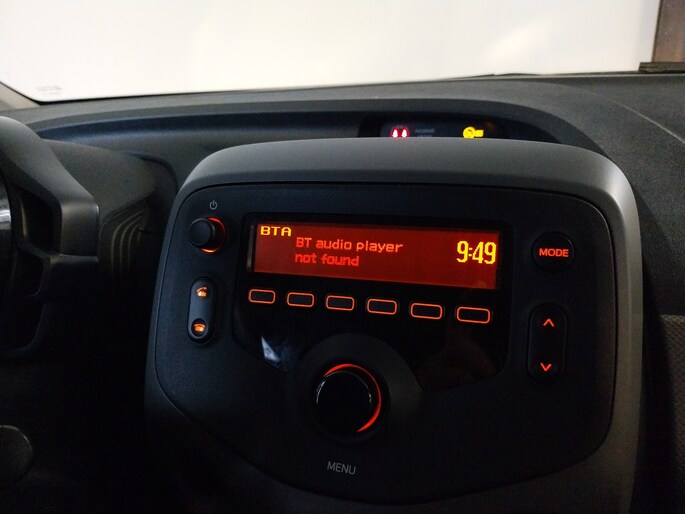 BTA
BT audio player
not found
9:49
MODE
MENU